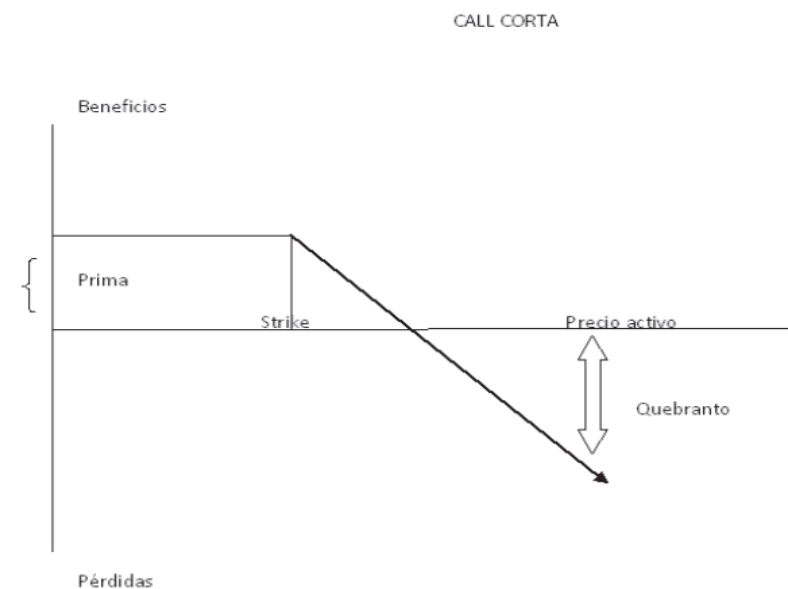 CALL CORTA
Beneficios
Prima
Strike
Precio activo
Quebranto
Pérdidas